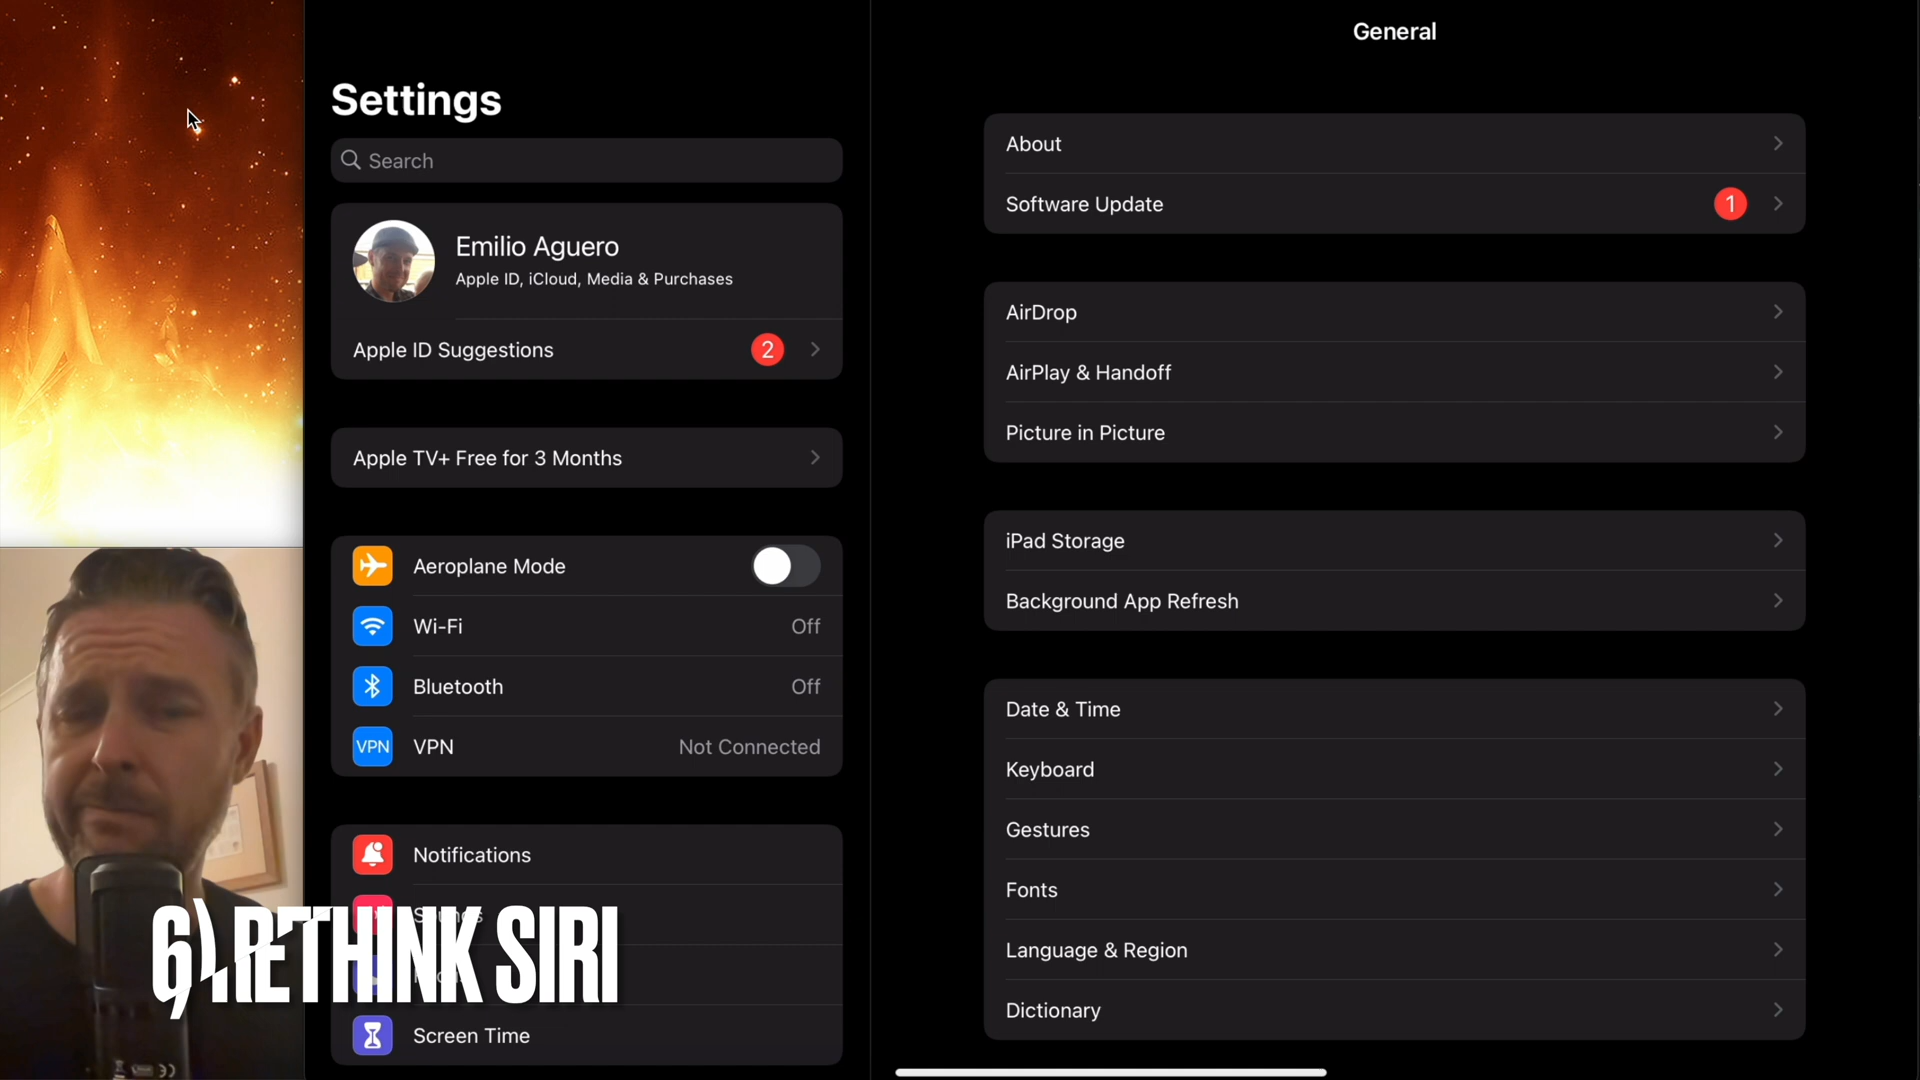 General
Settings
Search
About
Software Update
1
Emilio Aguero
Apple ID, iCloud, Media & Purchases
Apple ID Suggestions
2
AirDrop
AirPlay & Handoff
Picture in Picture
Apple TV+ Free for 3 Months
iPad Storage
Background App Refresh
Aeroplane Mode
Wi-Fi
Off
Bluetooth
Off
VPN
VPN
Not Connected
Date & Time
Keyboard
Gestures
Fonts
Language & Region
Dictionary
Notifications
6) RETHINK SIRI
Screen Time